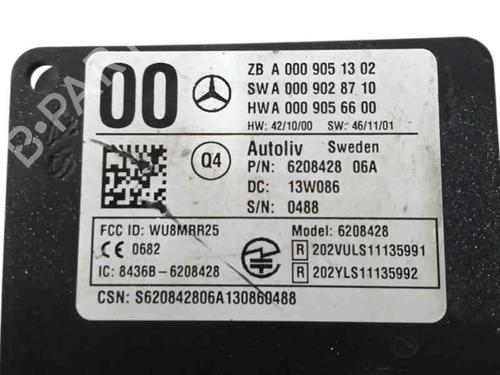 00
ZB A 000 905 13 02
SW A 000 902 87 10
HW A 000 905 66 00
HW: 42/10/00 SW: 46/11/01
Q4
Autoliv Sweden
P/N: 6208428 06A
DC: 13W086
S/N: 0488
FCC ID: WU8MRR25
Model: 6208428
CE 0682
R 202VULS11135991
IC: 8436B-6208428
R 202YLS11135992
CSN: S620842806A130860488
B-PARTS